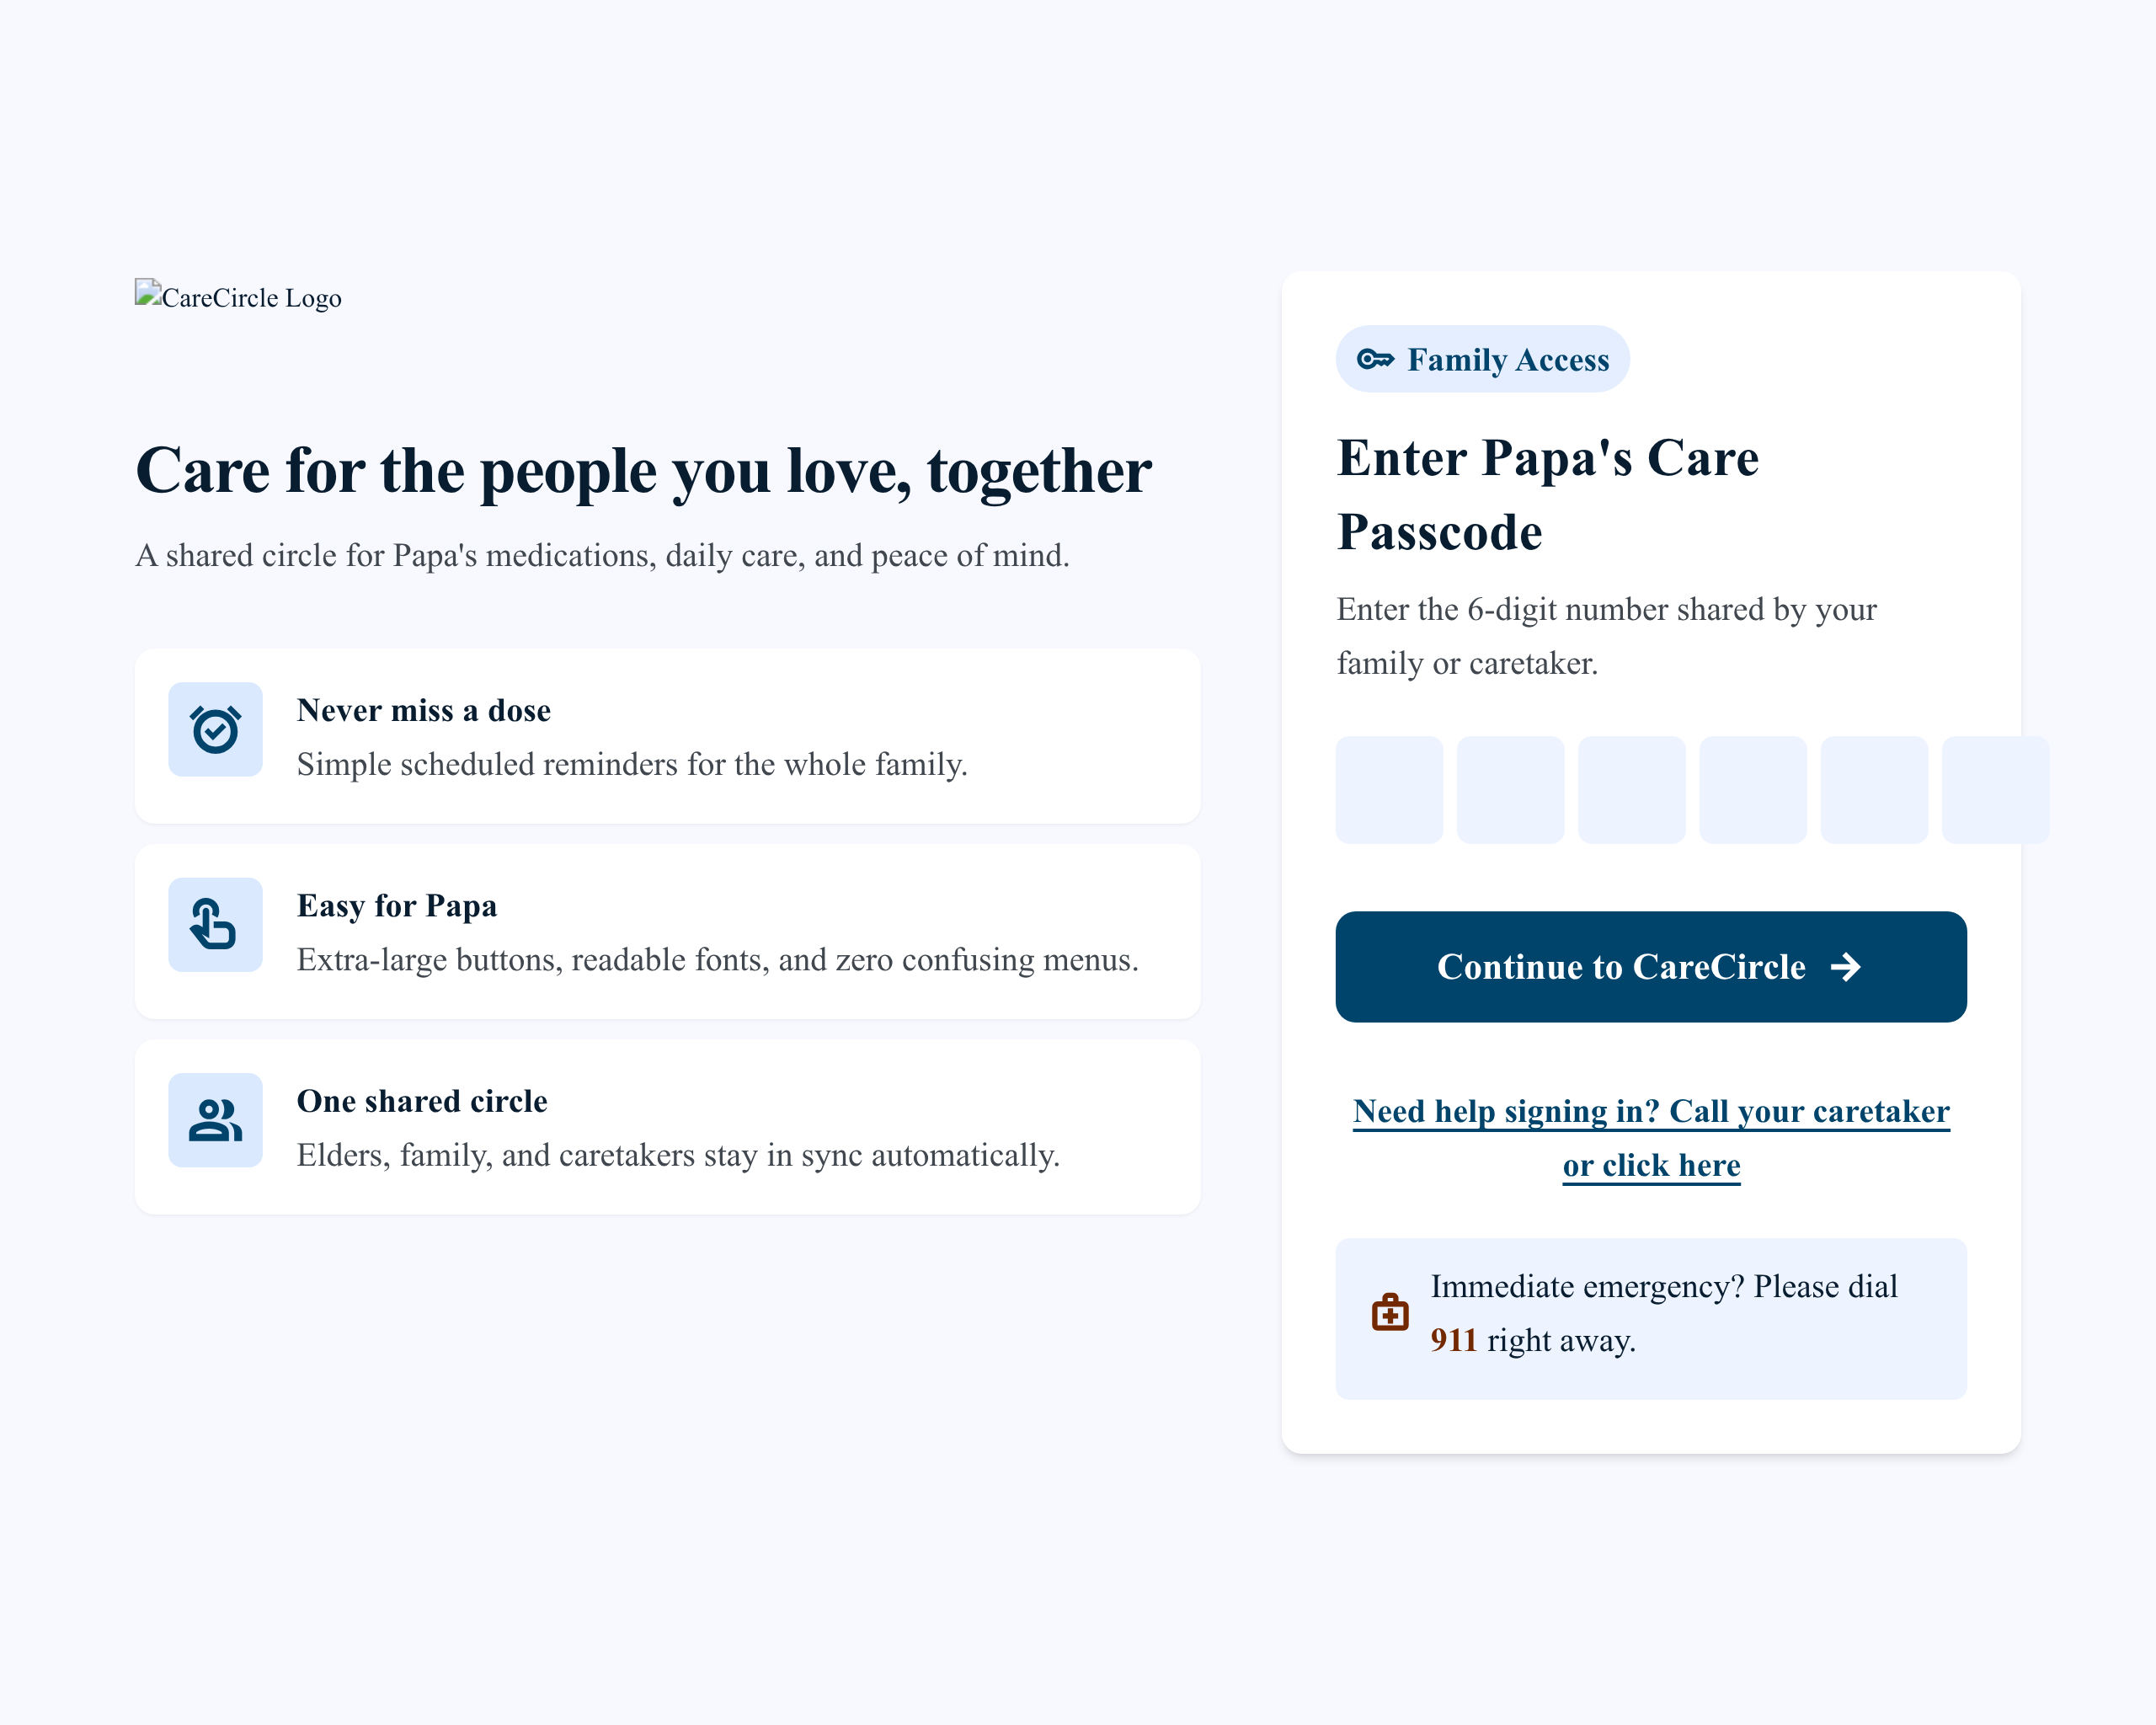 CareCircle Logo
Care for the people you love, together
A shared circle for Papa's medications, daily care, and peace of mind.
Never miss a dose
Simple scheduled reminders for the whole family.
Easy for Papa
Extra-large buttons, readable fonts, and zero confusing menus.
One shared circle
Elders, family, and caretakers stay in sync automatically.
Family Access
Enter Papa's Care
Passcode
Enter the 6-digit number shared by your
family or caretaker.
Continue to CareCircle
Need help signing in? Call your caretaker
or click here
Immediate emergency? Please dial
911 right away.